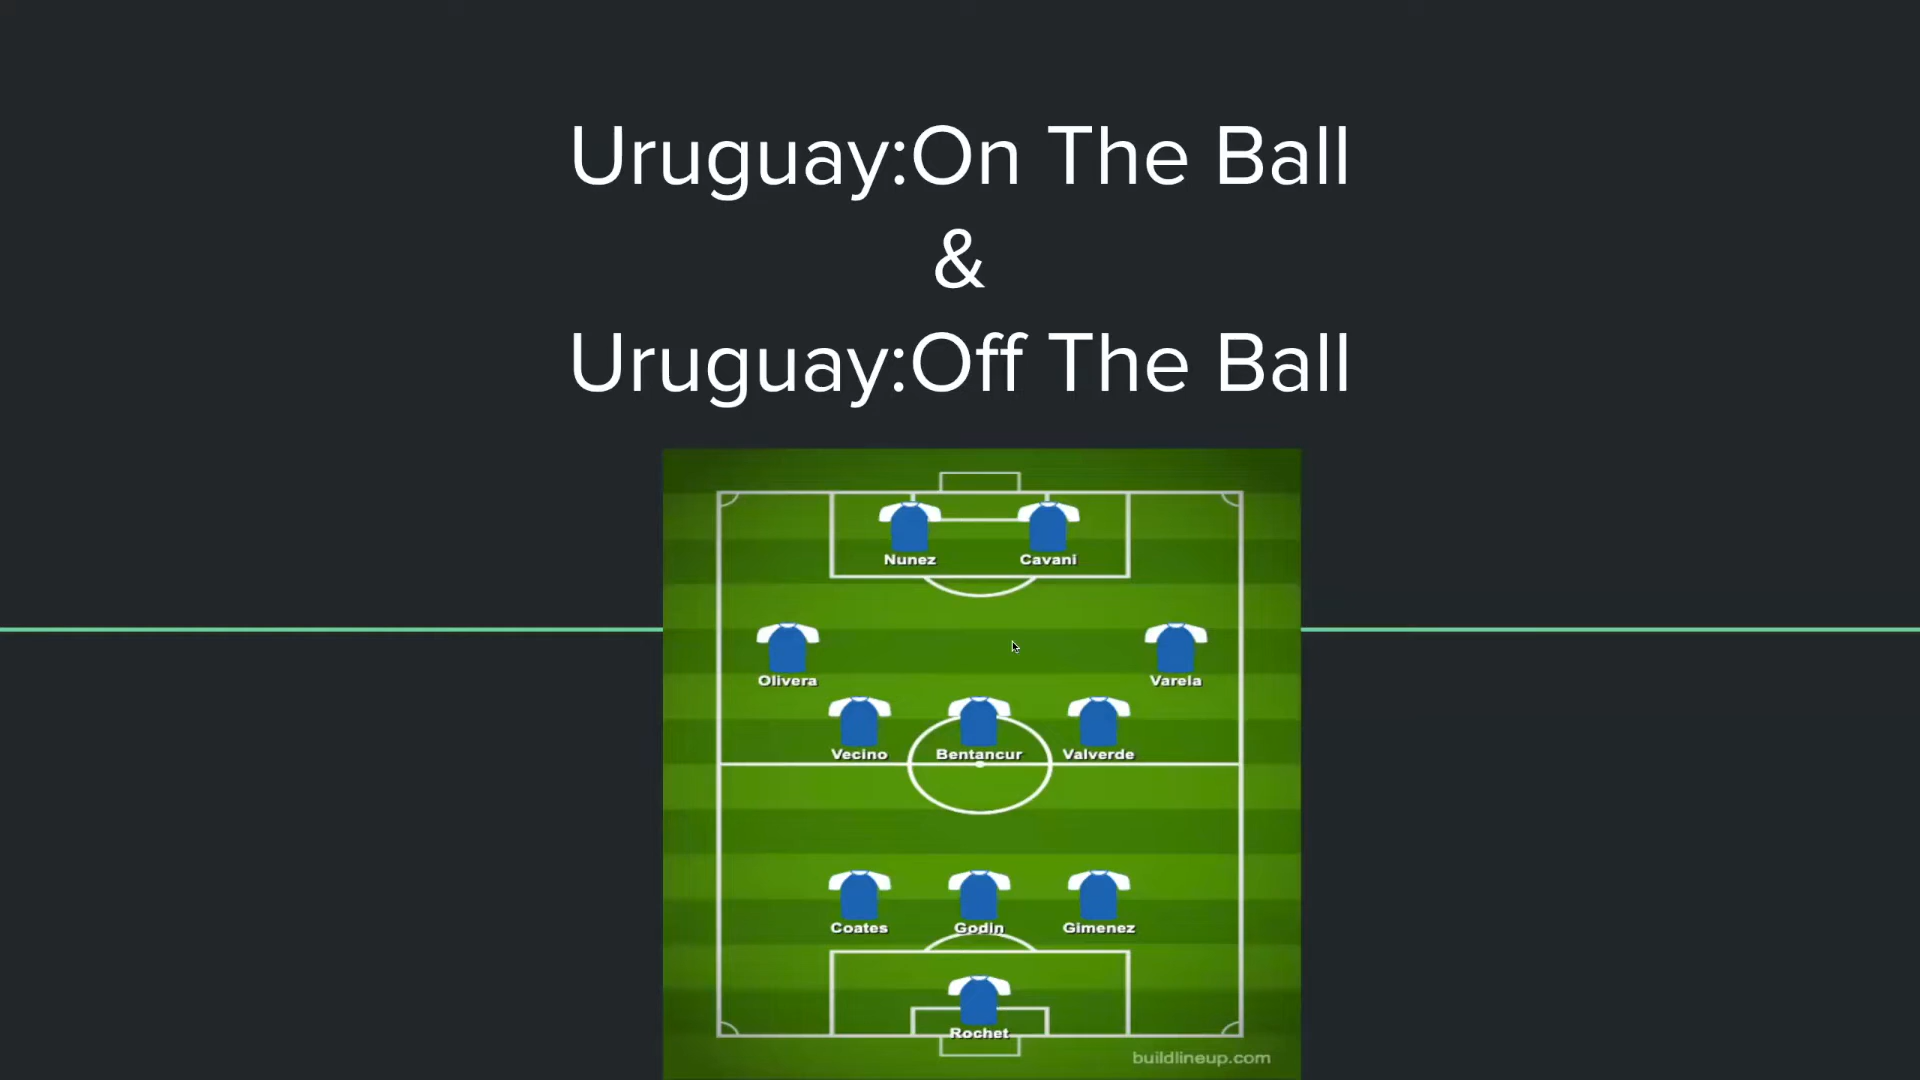 Uruguay:On The Ball
&
Uruguay:Off The Ball
Nunez Cavani
Olivera Varela
Vecino Bentancur Valverde
Coates Godin Gimenez
Rochet
buildlineup.com